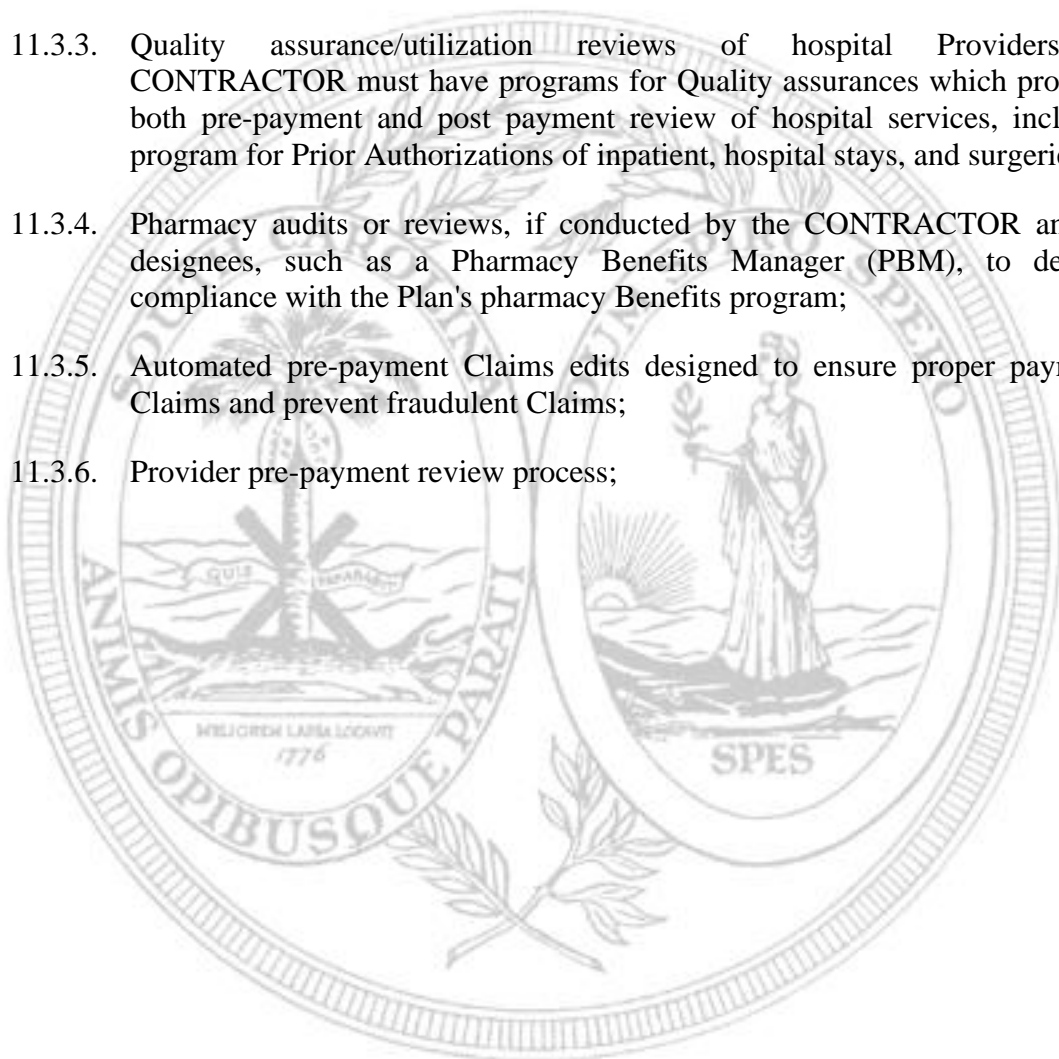 11.3.3. Quality assurance/utilization reviews of hospital Providers
CONTRACTOR must have programs for Quality assurances which pro
both pre-payment and post payment review of hospital services, incl
program for Prior Authorizations of inpatient, hospital stays, and surgeri
11.3.4. Pharmacy audits or reviews, if conducted by the CONTRACTOR an
designees, such as a Pharmacy Benefits Manager (PBM), to de
compliance with the Plan's pharmacy Benefits program;
11.3.5. Automated pre-payment Claims edits designed to ensure proper paym
Claims and prevent fraudulent Claims;
11.3.6. Provider pre-payment review process;
QUIS
1776
ANIMIS OPIBUSQUE PARATI
SPES